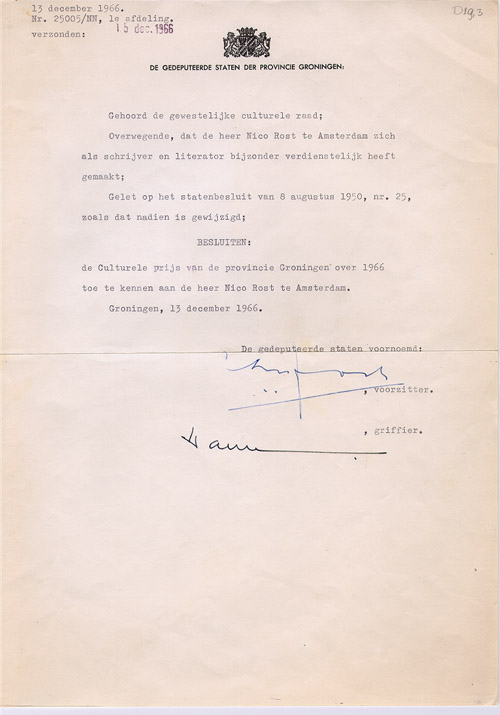 13 december 1966.
Nr. 25005/NN, 1e afdeling.
verzonden: 15 dec. 1966
D19,3
DE GEDEPUTEERDE STATEN DER PROVINCIE GRONINGEN:
Gehoord de gewestelijke culturele raad;
Overwegende, dat de heer Nico Rost te Amsterdam zich
als schrijver en literator bijzonder verdienstelijk heeft
gemaakt;
Gelet op het statenbesluit van 8 augustus 1950, nr. 25,
zoals dat nadien is gewijzigd;
BESLUITEN:
de Culturele prijs van de provincie Groningen over 1966
toe te kennen aan de heer Nico Rost te Amsterdam.
Groningen, 13 december 1966.
De gedeputeerde staten voornoemd:
, voorzitter.
, griffier.